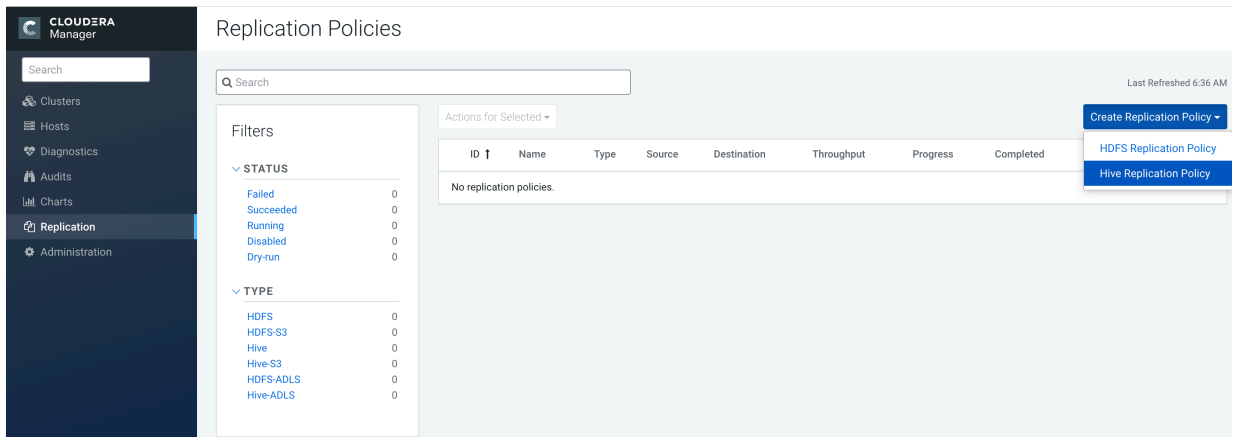 CLOUDERA
Manager
Search
Clusters
Hosts
Diagnostics
Audits
Charts
Replication
Administration
Replication Policies
Search
Last Refreshed 6:36 AM
Filters
STATUS
Failed 0
Succeeded 0
Running 0
Disabled 0
Dry-run 0
TYPE
HDFS 0
HDFS-S3 0
Hive 0
Hive-S3 0
HDFS-ADLS 0
Hive-ADLS 0
Actions for Selected
Create Replication Policy
HDFS Replication Policy
Hive Replication Policy
ID Name Type Source Destination Throughput Progress Completed
No replication policies.